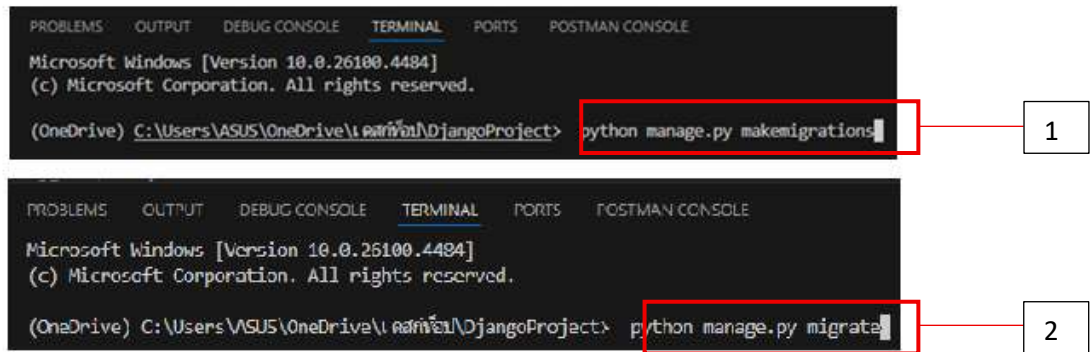 PROBLEMS OUTPUT DEBUG CONSOLE TERMINAL PORTS POSTMAN CONSOLE
Microsoft Windows [Version 10.0.26100.4484]
(c) Microsoft Corporation. All rights reserved.
(OneDrive) C:\Users\ASUS\OneDrive\เดสก์ท็อป\DjangoProject> python manage.py makemigrations
1
PROBLEMS OUTPUT DEBUG CONSOLE TERMINAL PORTS POSTMAN CONSOLE
Microsoft Windows [Version 10.0.26100.4484]
(c) Microsoft Corporation. All rights reserved.
(OneDrive) C:\Users\ASUS\OneDrive\เดสก์ท็อป\DjangoProject> python manage.py migrate
2